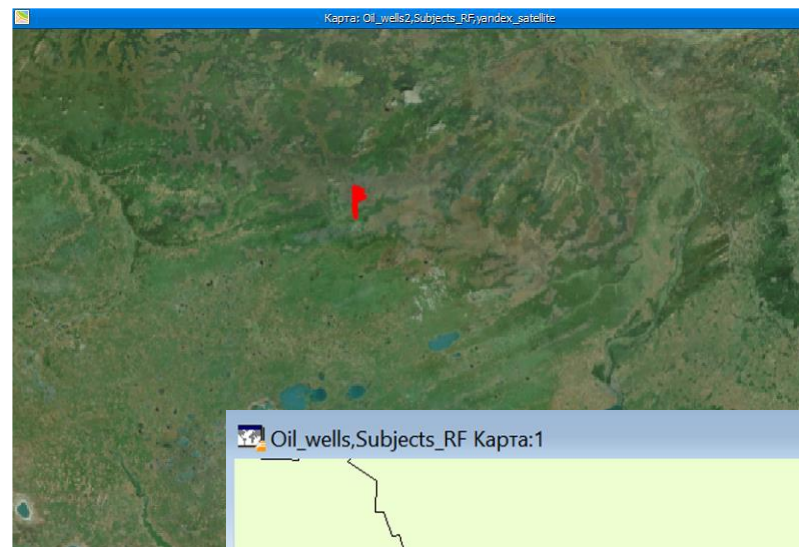 Карта: Oil_wells2,Subjects_RF,yandex_satellite
Oil_wells,Subjects_RF Карта:1